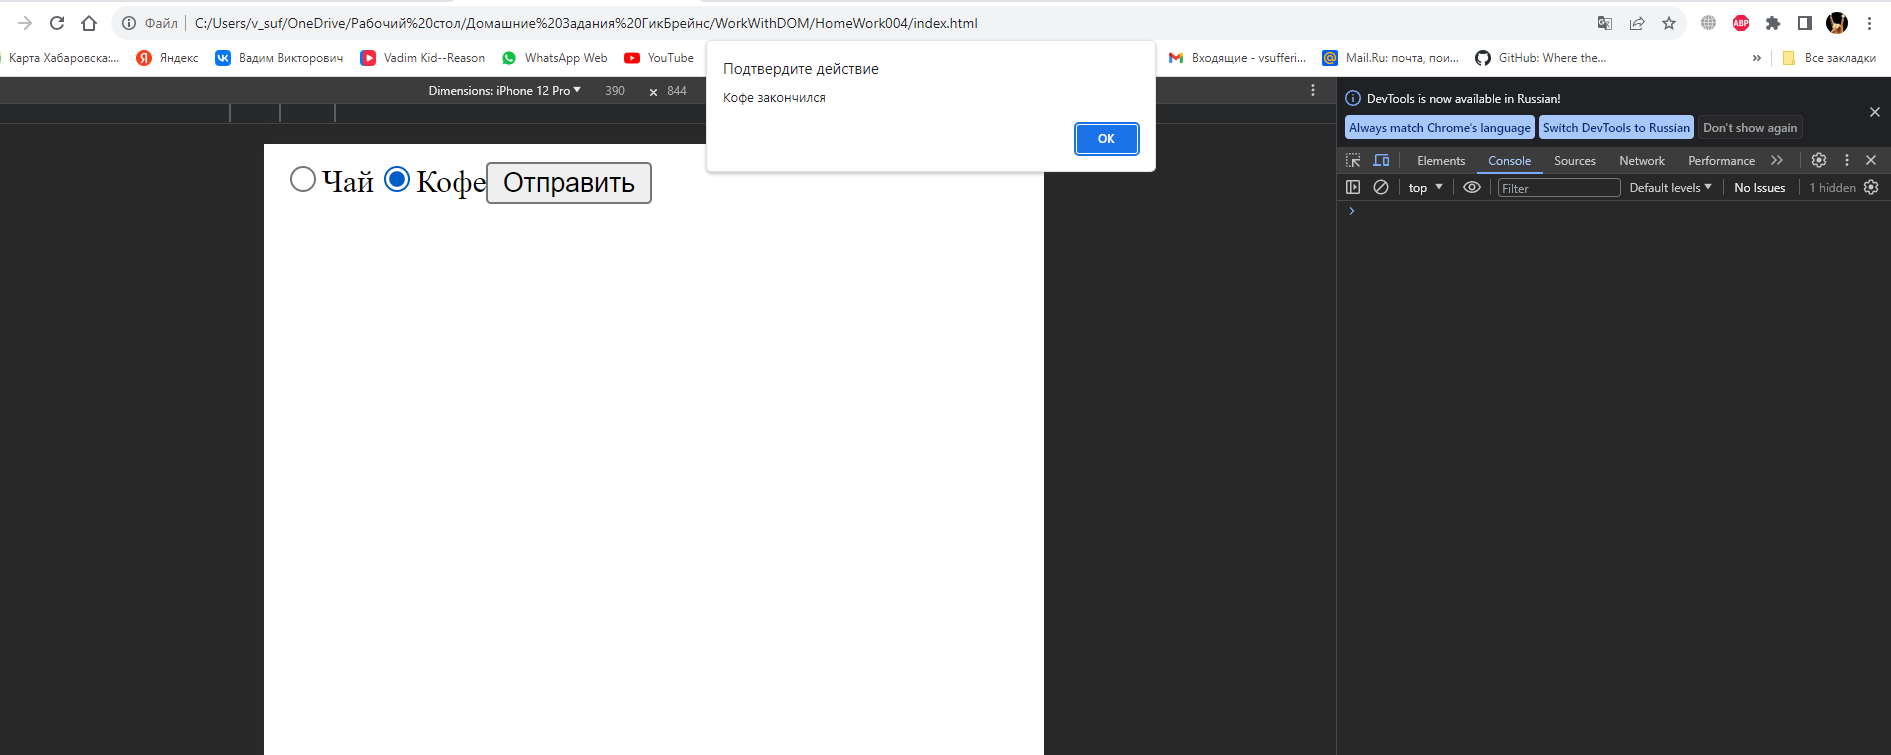 Файл C:/Users/v_suf/OneDrive/Рабочий%20стол/Домашние%20Задания%20ГикБрейнс/WorkWithDOM/HomeWork004/index.html
ABP
Карта Хабаровска:... Яндекс Вадим Викторович Vadim Kid--Reason WhatsApp Web YouTube Входящие - vsufferi... Mail.Ru: почта, пои... GitHub: Where the... » Все закладки
Подтвердите действие
Кофе закончился
OK
Dimensions: iPhone 12 Pro 390 × 844
Чай Кофе Отправить
DevTools is now available in Russian!
Always match Chrome's language Switch DevTools to Russian Don't show again
Elements Console Sources Network Performance
top Filter Default levels No Issues 1 hidden